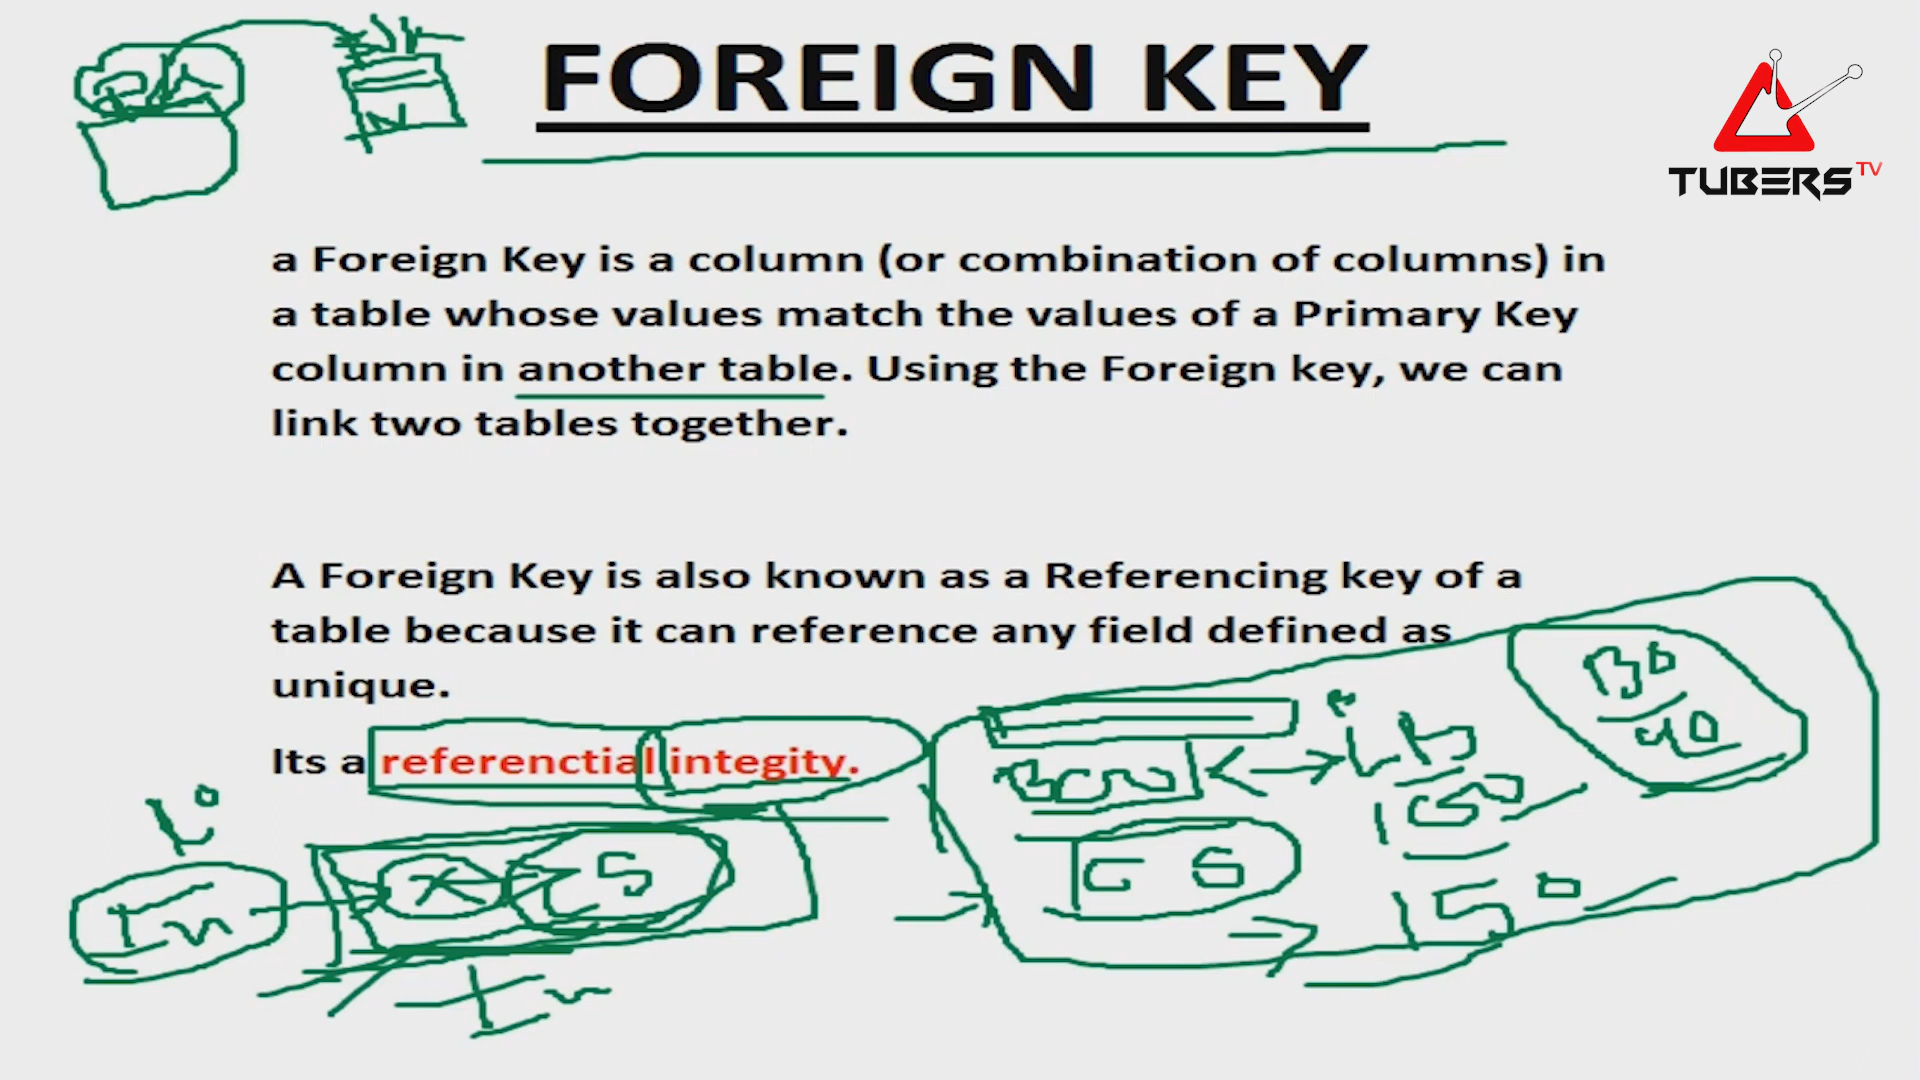 FOREIGN KEY
TUBERS TV
a Foreign Key is a column (or combination of columns) in
a table whose values match the values of a Primary Key
column in another table. Using the Foreign key, we can
link two tables together.
A Foreign Key is also known as a Referencing key of a
table because it can reference any field defined as
unique.
Its a referenctial integity.